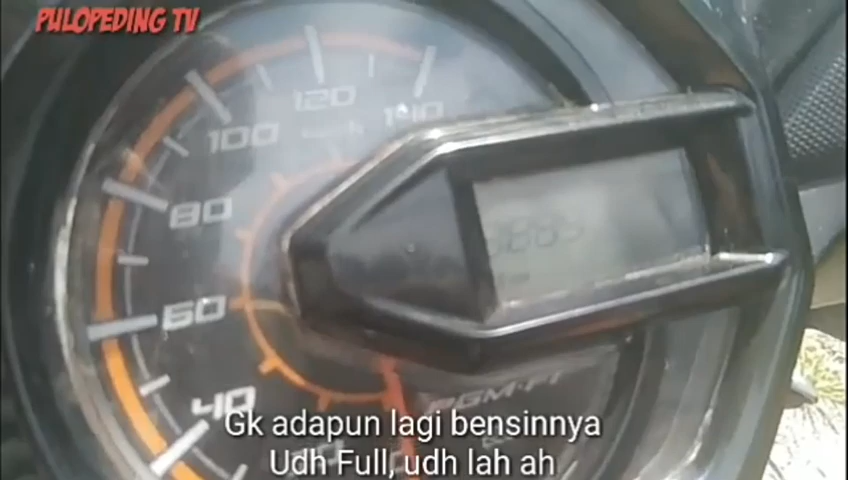 PULOPEDING TV
120
100
140
80
60
40
PGM-FI
Gk adapun lagi bensinnya
Udh Full, udh lah ah